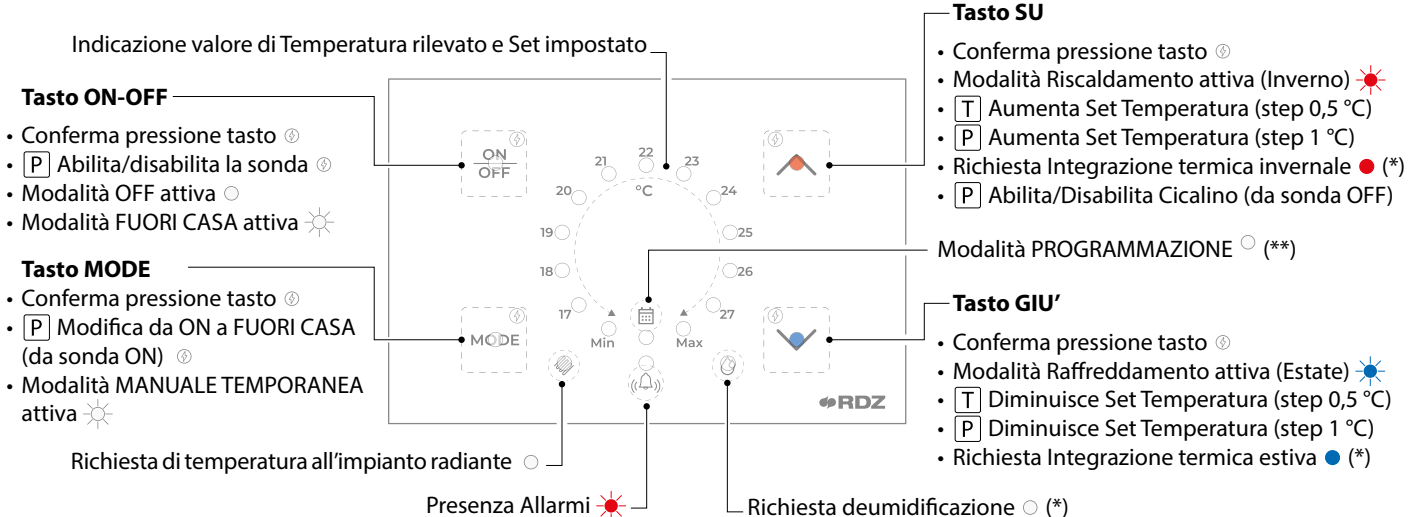 Indicazione valore di Temperatura rilevato e Set impostato
Tasto ON-OFF
• Conferma pressione tasto
• P Abilita/disabilita la sonda
• Modalità OFF attiva
• Modalità FUORI CASA attiva
Tasto MODE
• Conferma pressione tasto
• P Modifica da ON a FUORI CASA
(da sonda ON)
• Modalità MANUALE TEMPORANEA
attiva
Richiesta di temperatura all'impianto radiante
Presenza Allarmi
ON
OFF
MODE
°C
Min
17
18
19
20
21
22
23
24
25
26
27
Max
RDZ
Tasto SU
• Conferma pressione tasto
• Modalità Riscaldamento attiva (Inverno)
• T Aumenta Set Temperatura (step 0,5 °C)
• P Aumenta Set Temperatura (step 1 °C)
• Richiesta Integrazione termica invernale (*)
• P Abilita/Disabilita Cicalino (da sonda OFF)
Modalità PROGRAMMAZIONE (**)
Tasto GIU'
• Conferma pressione tasto
• Modalità Raffreddamento attiva (Estate)
• T Diminuisce Set Temperatura (step 0,5 °C)
• P Diminuisce Set Temperatura (step 1 °C)
• Richiesta Integrazione termica estiva (*)
Richiesta deumidificazione (*)